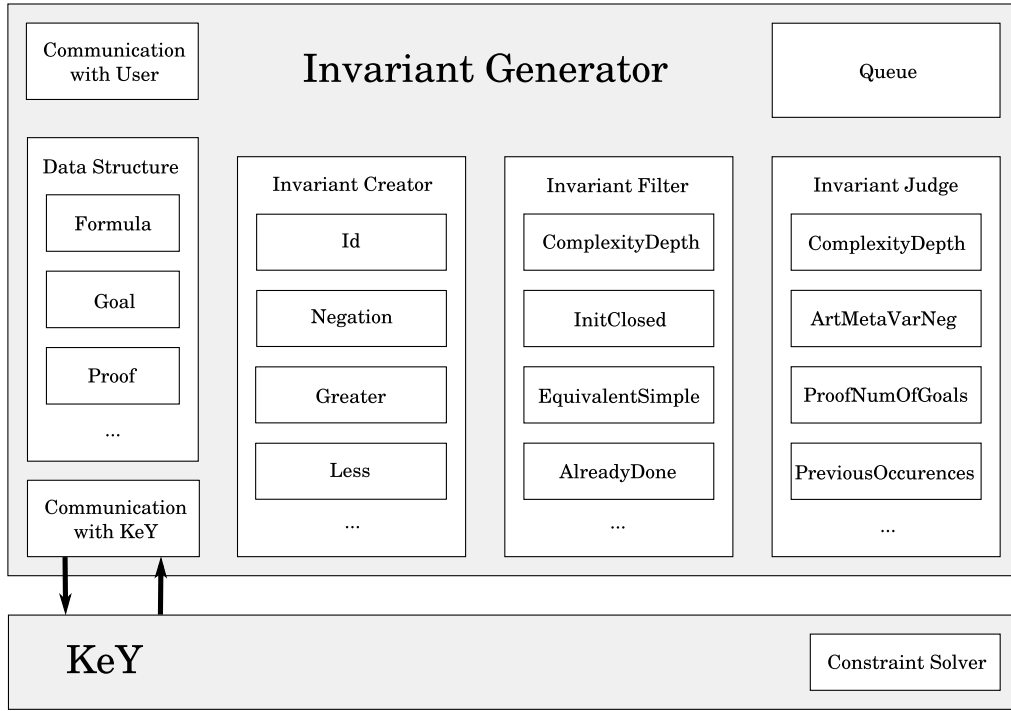 Communication
with User
Invariant Generator
Queue
Data Structure
Formula
Goal
Proof
...
Communication
with KeY
Invariant Creator
Id
Negation
Greater
Less
...
Invariant Filter
ComplexityDepth
InitClosed
EquivalentSimple
AlreadyDone
...
Invariant Judge
ComplexityDepth
ArtMetaVarNeg
ProofNumOfGoals
PreviousOccurences
...
KeY
Constraint Solver